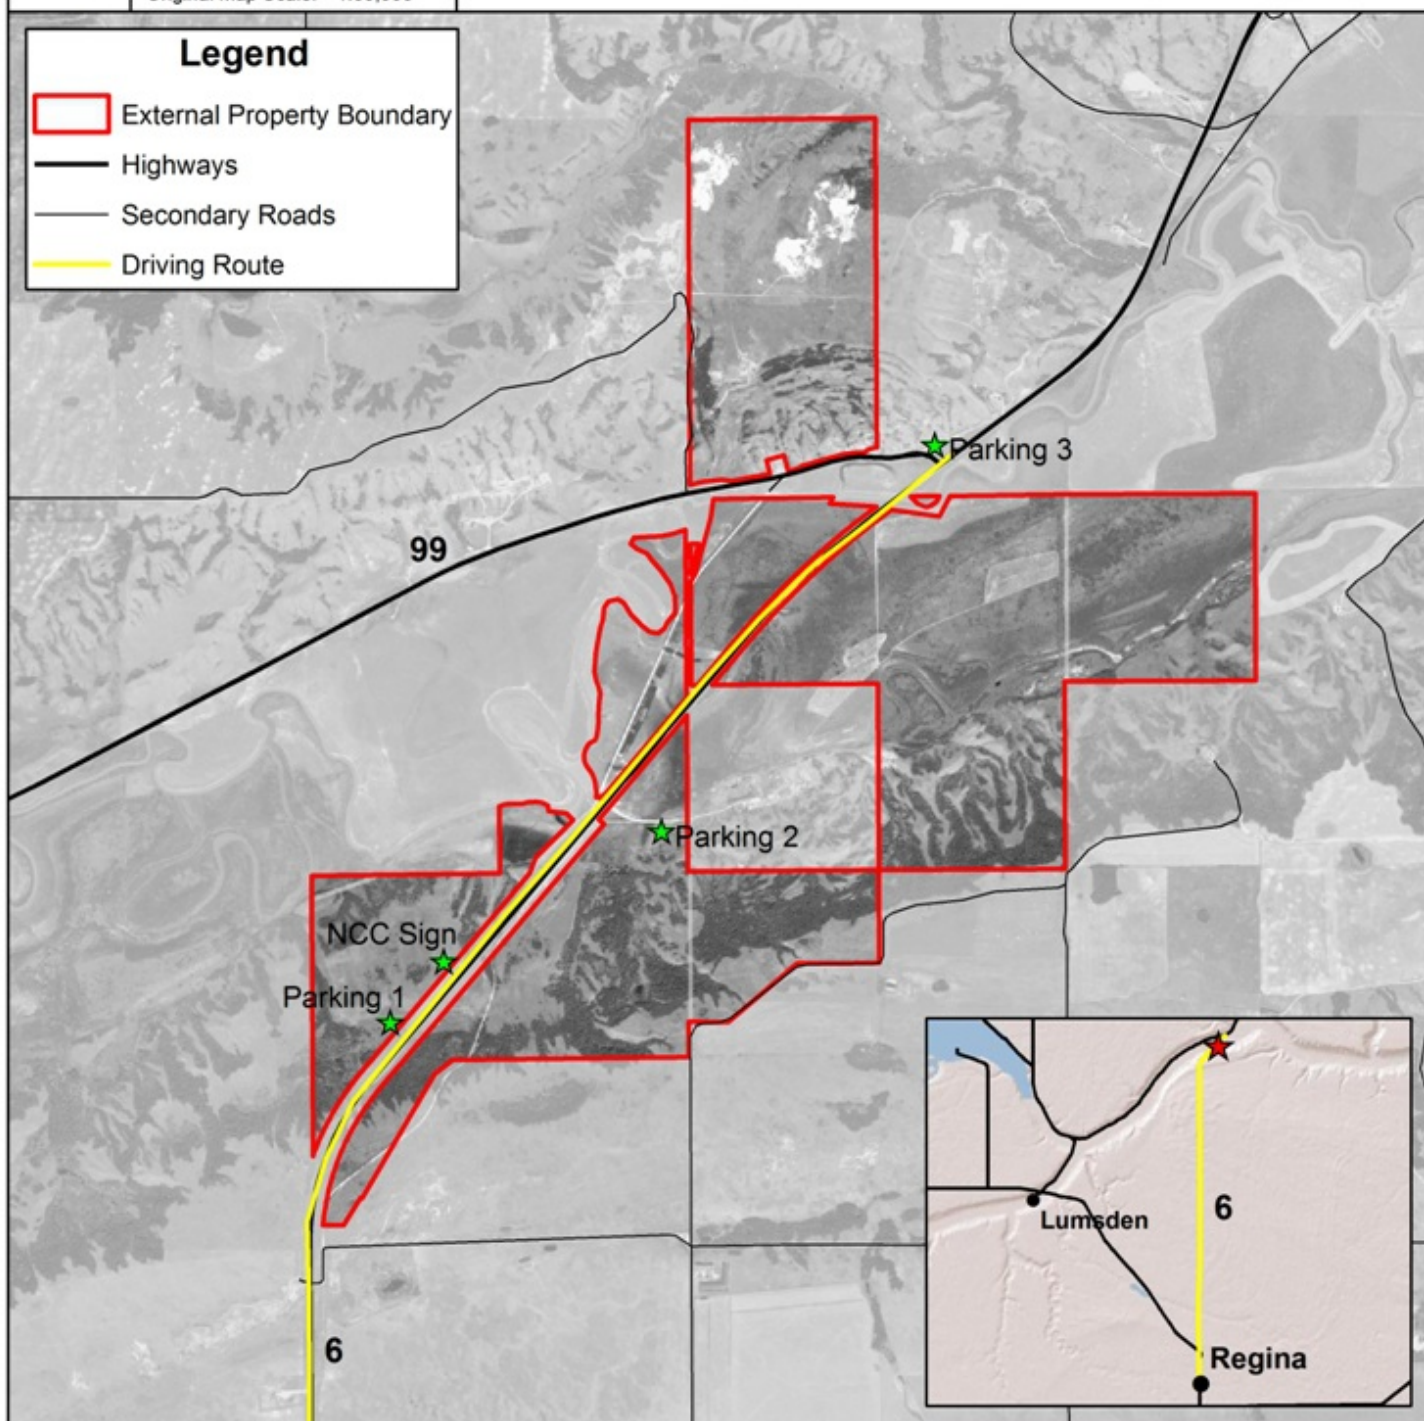 Legend
External Property Boundary
Highways
Secondary Roads
Driving Route
Parking 3
99
Parking 2
NCC Sign
Parking 1
6
Lumsden
6
Regina